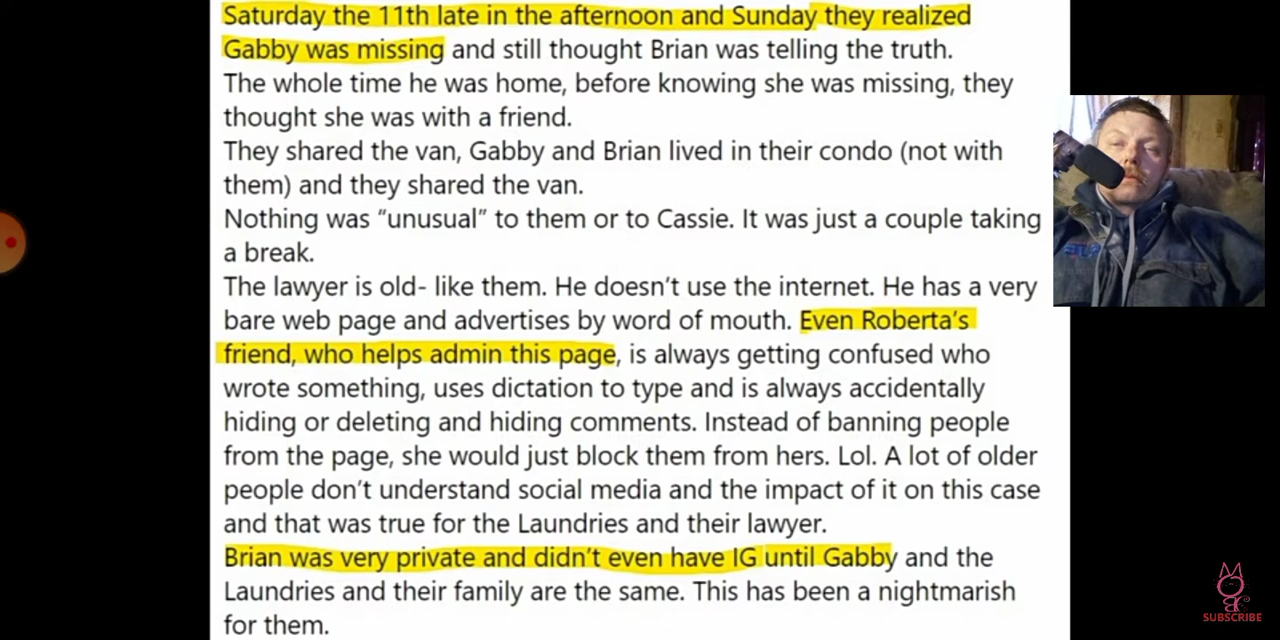 Saturday the 11th late in the afternoon and Sunday they realized
Gabby was missing and still thought Brian was telling the truth.
The whole time he was home, before knowing she was missing, they
thought she was with a friend.
They shared the van, Gabby and Brian lived in their condo (not with
them) and they shared the van.
Nothing was “unusual” to them or to Cassie. It was just a couple taking
a break.
The lawyer is old- like them. He doesn’t use the internet. He has a very
bare web page and advertises by word of mouth. Even Roberta’s
friend, who helps admin this page, is always getting confused who
wrote something, uses dictation to type and is always accidentally
hiding or deleting and hiding comments. Instead of banning people
from the page, she would just block them from hers. Lol. A lot of older
people don’t understand social media and the impact of it on this case
and that was true for the Laundries and their lawyer.
Brian was very private and didn’t even have IG until Gabby and the
Laundries and their family are the same. This has been a nightmarish
for them.
SUBSCRIBE